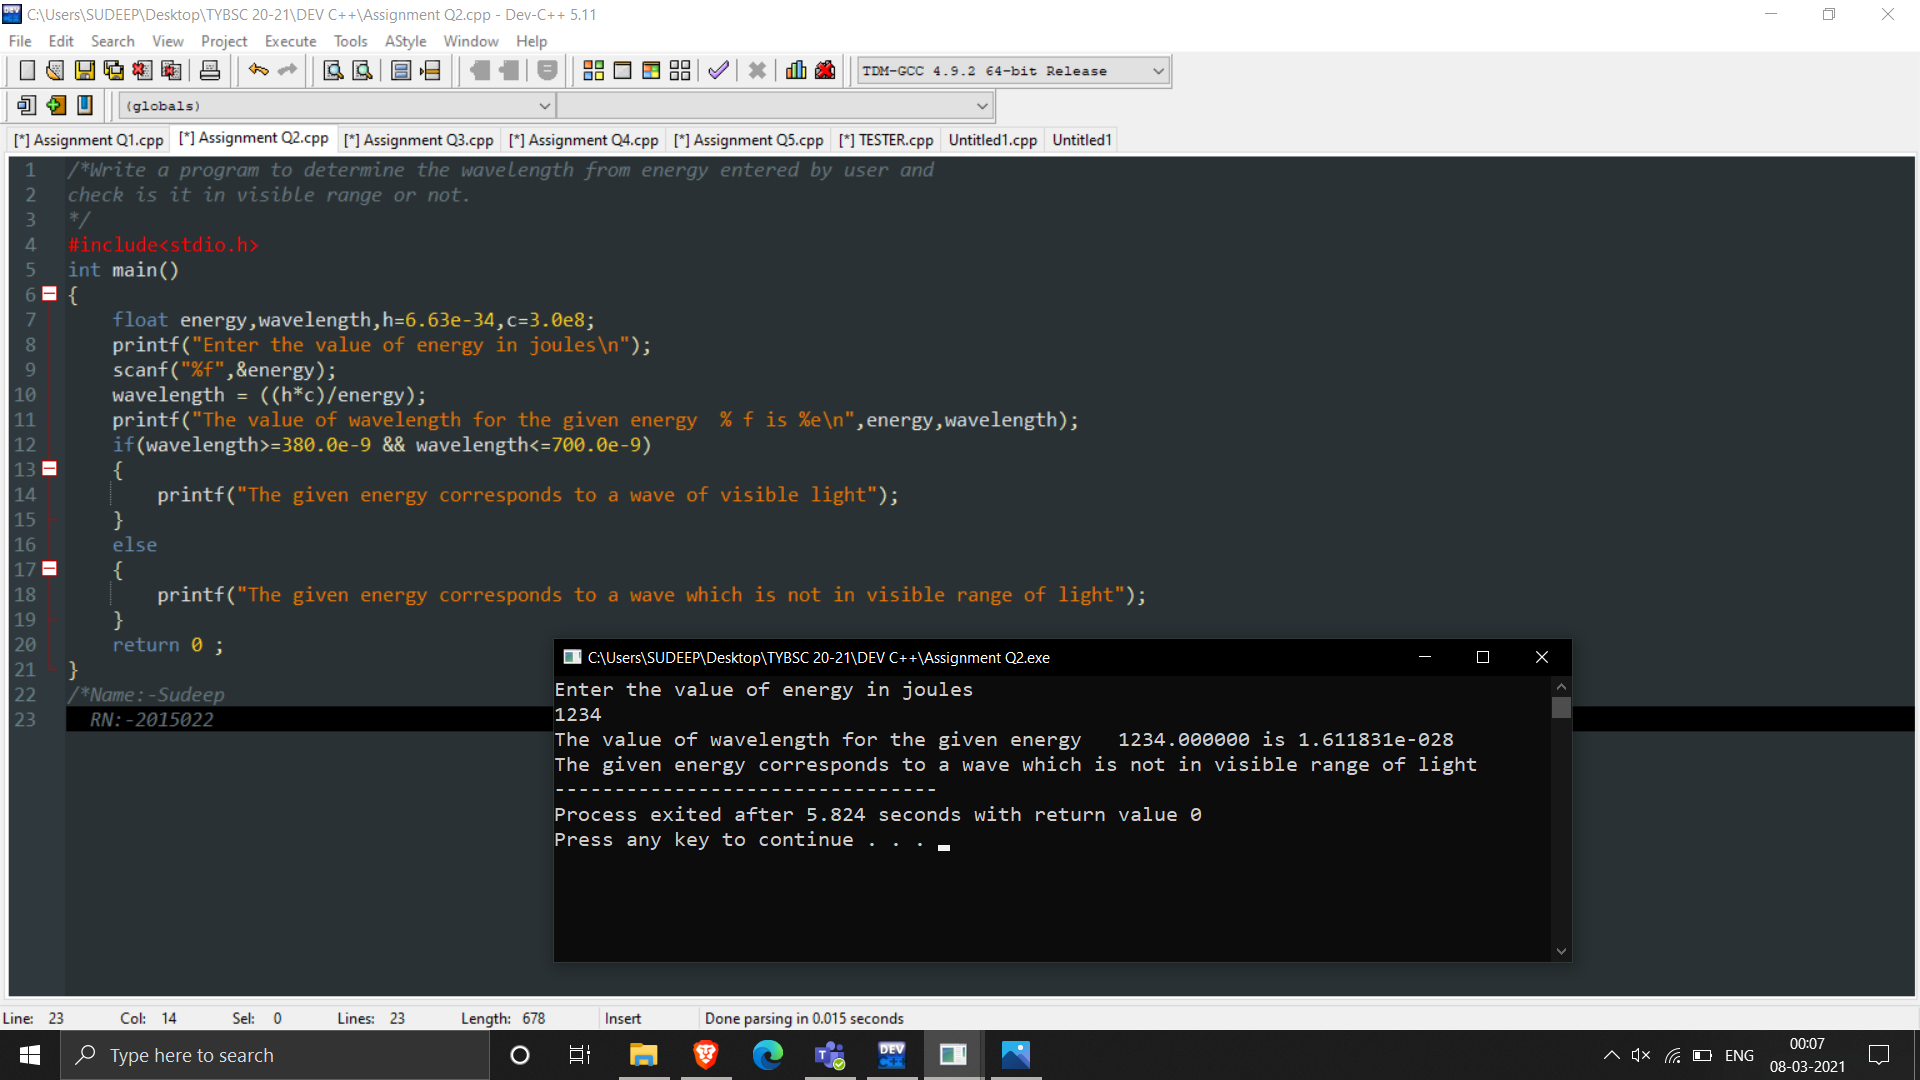 C:\Users\SUDEEP\Desktop\TYBSC 20-21\DEV C++\Assignment Q2.cpp - Dev-C++ 5.11
File Edit Search View Project Execute Tools AStyle Window Help
TDM-GCC 4.9.2 64-bit Release
(globals)
[*] Assignment Q1.cpp [*] Assignment Q2.cpp [*] Assignment Q3.cpp [*] Assignment Q4.cpp [*] Assignment Q5.cpp [*] TESTER.cpp Untitled1.cpp Untitled1
1 /*Write a program to determine the wavelength from energy entered by user and
2 check is it in visible range or not.
3 */
4 #include<stdio.h>
5 int main()
6 {
7 float energy,wavelength,h=6.63e-34,c=3.0e8;
8 printf("Enter the value of energy in joules\n");
9 scanf("%f",&energy);
10 wavelength = ((h*c)/energy);
11 printf("The value of wavelength for the given energy  % f is %e\n",energy,wavelength);
12 if(wavelength>=380.0e-9 && wavelength<=700.0e-9)
13 {
14 printf("The given energy corresponds to a wave of visible light");
15 }
16 else
17 {
18 printf("The given energy corresponds to a wave which is not in visible range of light");
19 }
20 return 0 ;
21 }
22 /*Name:-Sudeep
23 RN:-2015022
C:\Users\SUDEEP\Desktop\TYBSC 20-21\DEV C++\Assignment Q2.exe
Enter the value of energy in joules
1234
The value of wavelength for the given energy   1234.000000 is 1.611831e-028
The given energy corresponds to a wave which is not in visible range of light
--------------------------------
Process exited after 5.824 seconds with return value 0
Press any key to continue . . .
Line: 23 Col: 14 Sel: 0 Lines: 23 Length: 678 Insert Done parsing in 0.015 seconds
Type here to search
DEV C++
ENG
00:07
08-03-2021